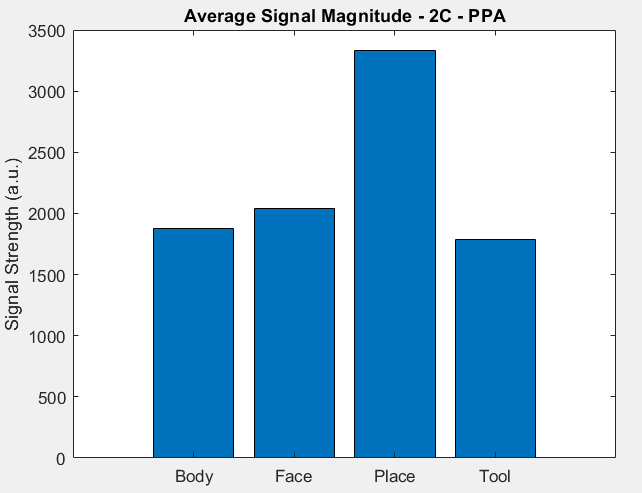 Average Signal Magnitude - 2C - PPA
Signal Strength (a.u.)
3500
3000
2500
2000
1500
1000
500
0
Body Face Place Tool